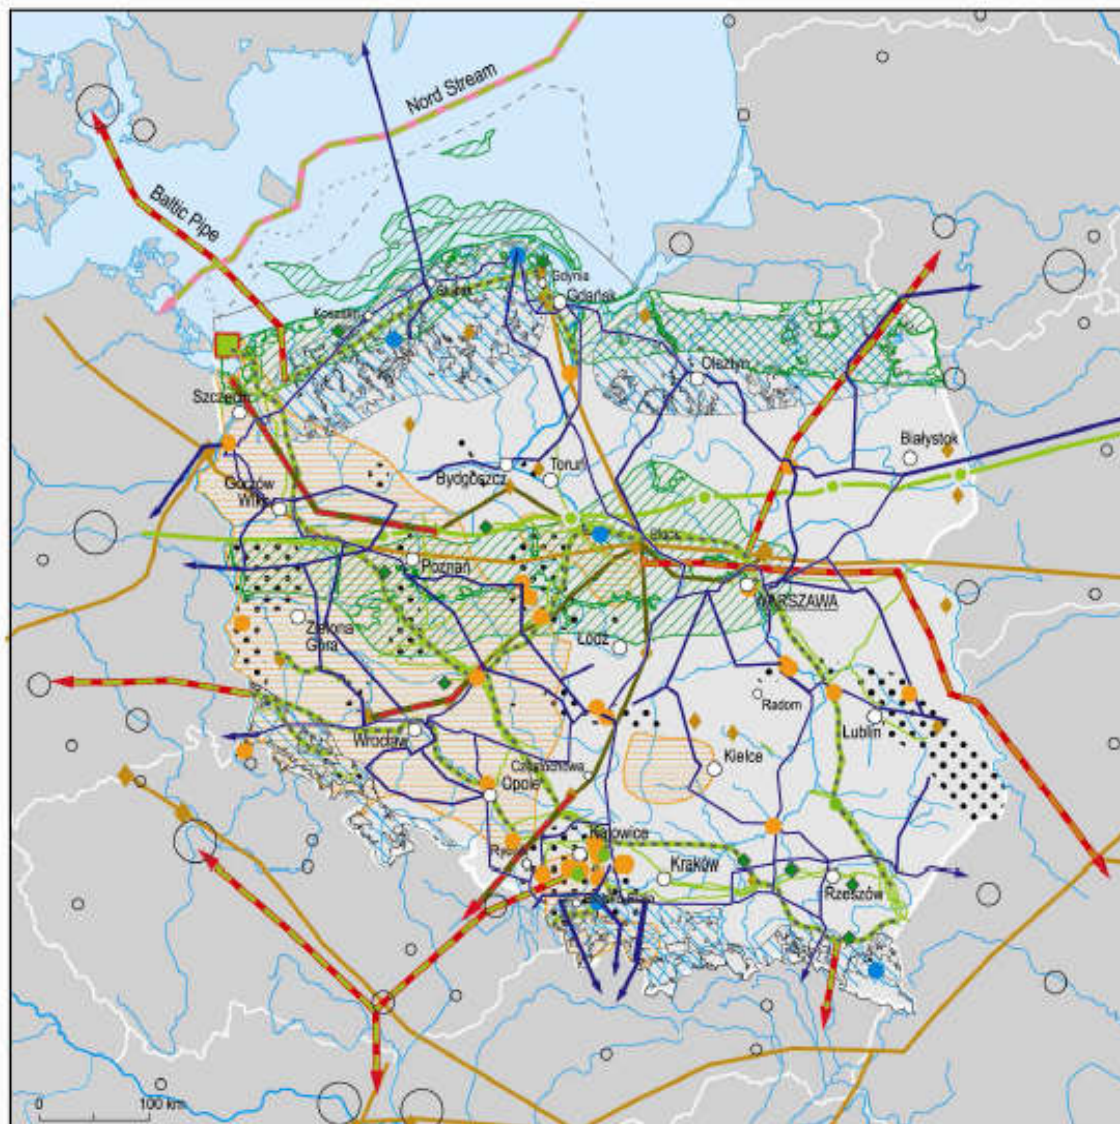 Nord Stream
Baltic Pipe
Gdynia
Gdańsk
Słupsk
Koszalin
Olsztyn
Szczecin
Białystok
Toruń
Bydgoszcz
Gorzów
Wlkp.
Płock
Poznań
WARSZAWA
Zielona
Góra
Łódź
Radom
Lublin
Wrocław
Kielce
Częstochowa
Opole
Katowice
Kraków
Rzeszów
0
100 km